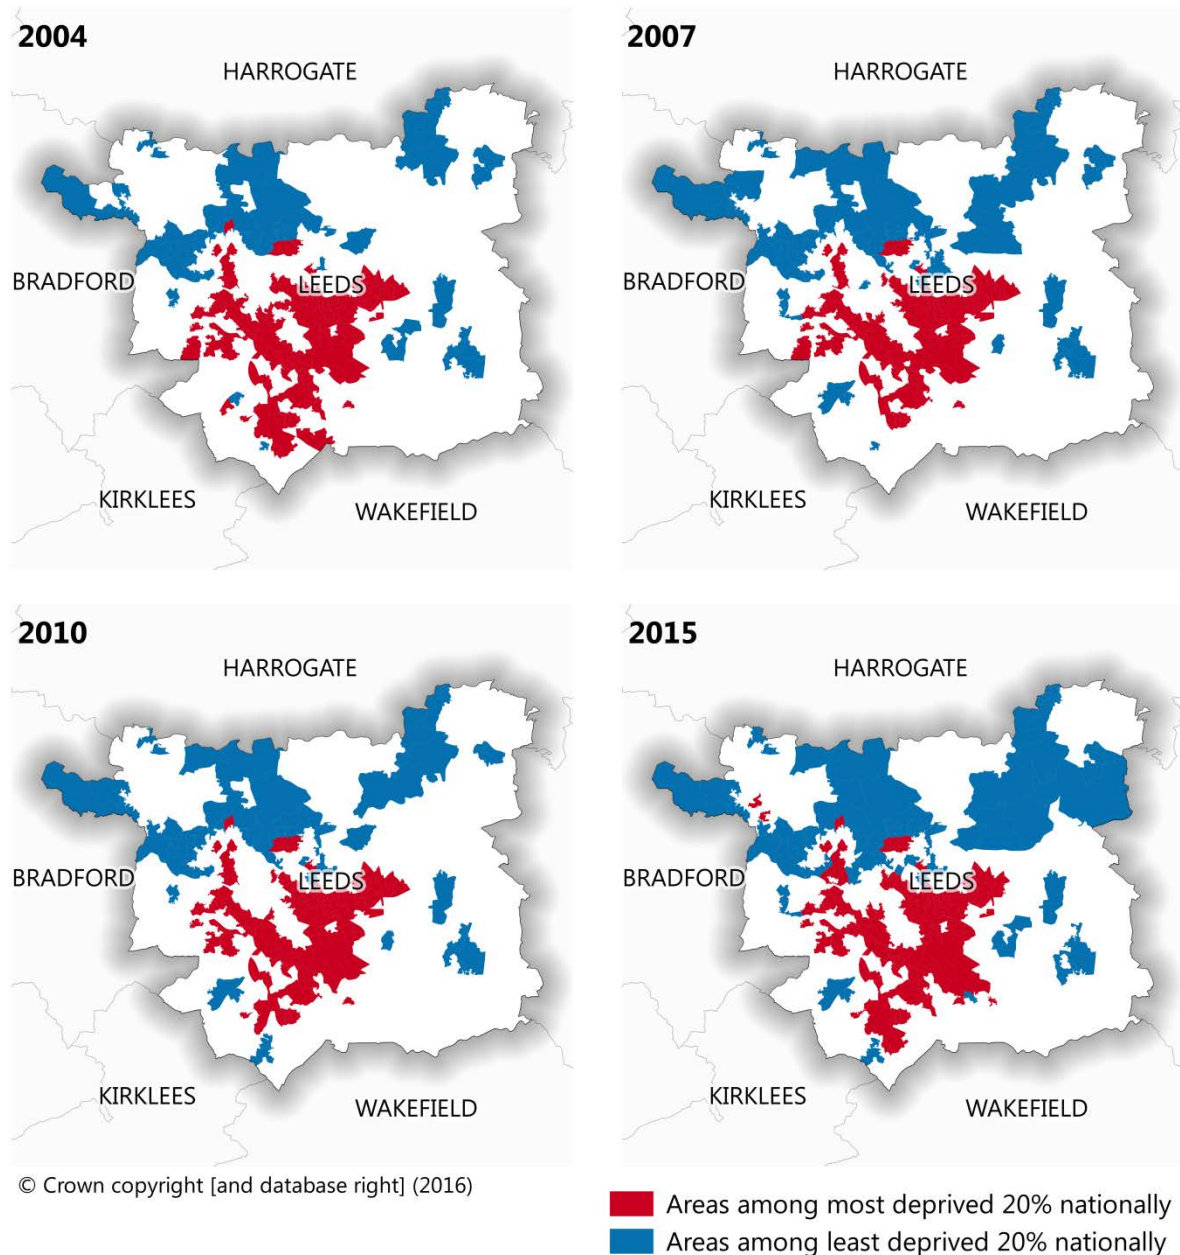 2004
HARROGATE
BRADFORD
LEEDS
KIRKLEES
WAKEFIELD
2007
HARROGATE
BRADFORD
LEEDS
KIRKLEES
WAKEFIELD
2010
HARROGATE
BRADFORD
LEEDS
KIRKLEES
WAKEFIELD
2015
HARROGATE
BRADFORD
LEEDS
KIRKLEES
WAKEFIELD
© Crown copyright [and database right] (2016)
Areas among most deprived 20% nationally
Areas among least deprived 20% nationally